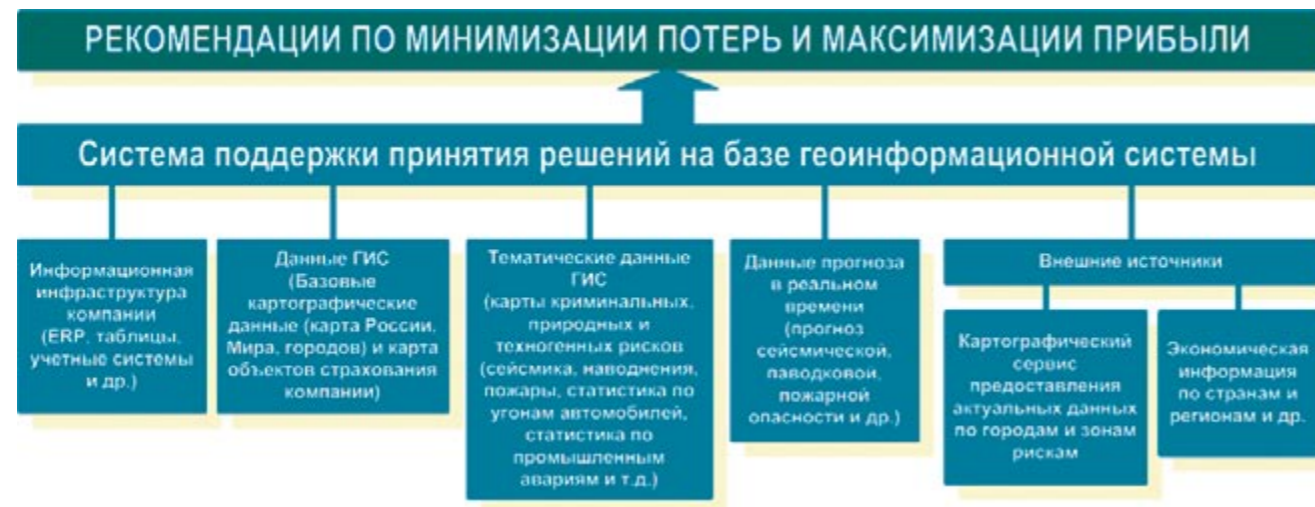 РЕКОМЕНДАЦИИ ПО МИНИМИЗАЦИИ ПОТЕРЬ И МАКСИМИЗАЦИИ ПРИБЫЛИ
Система поддержки принятия решений на базе геоинформационной системы
Информационная
инфраструктура
компании
(ERP, таблицы,
учетные системы
и др.)
Данные ГИС
(Базовые
картографические
данные (карта России,
Мира, городов) и карта
объектов страхования
компании)
Тематические данные
ГИС
(карты криминальных,
природных и
техногенных рисков
(сейсмика, наводнения,
пожары, статистика по
угонам автомобилей,
статистика по
промышленным
авариям и т.д.)
Данные прогноза
в реальном
времени
(прогноз
сейсмической,
паводковой,
пожарной
опасности и др.)
Внешние источники
Картографический
сервис
предоставления
актуальных данных
по городам и зонам
рискам
Экономическая
информация
по странам и
регионам и др.